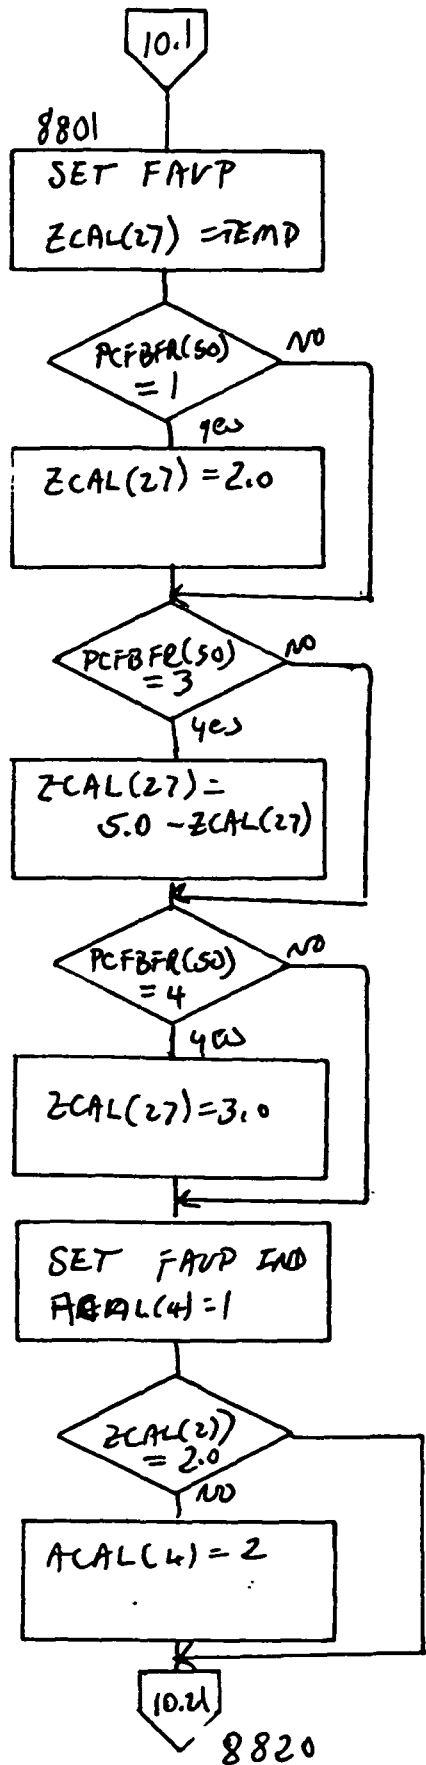 10.1
8801
SET FAVP
ZCAL(27) = TEMP
PCFBFR(50)
= 1
NO
yes
ZCAL(27) = 2.0
PCFBFR(50)
= 3
NO
yes
ZCAL(27) =
5.0 - ZCAL(27)
PCFBFR(50)
= 4
NO
yes
ZCAL(27) = 3.0
SET FAVP IND
ACAL(4) = 1
ZCAL(27)
= 2.0
NO
ACAL(4) = 2
8820